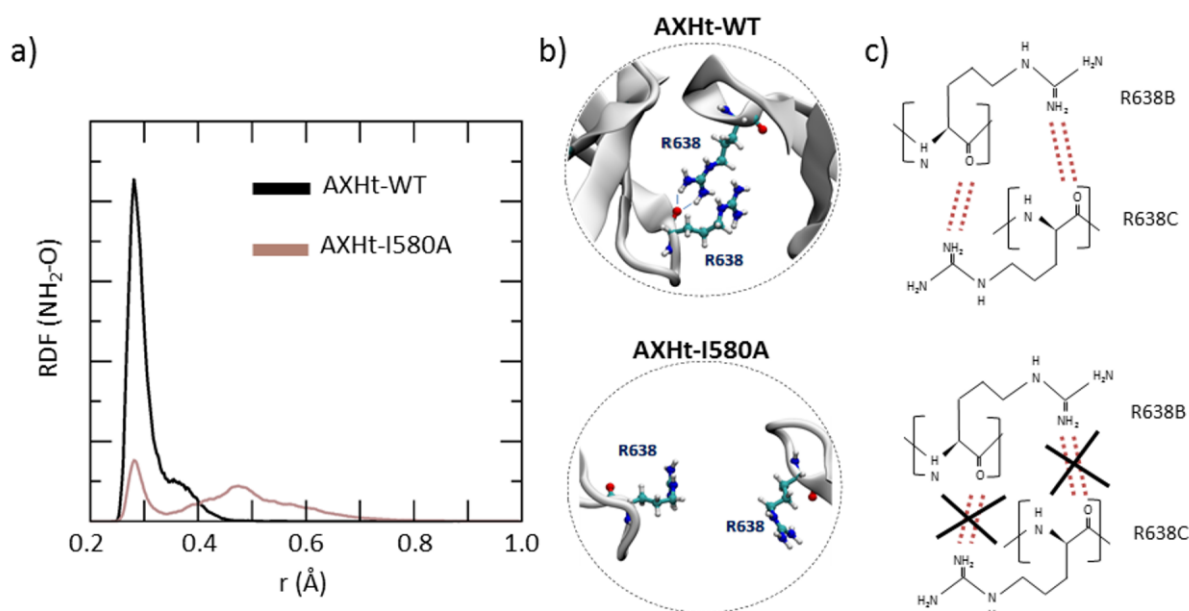 a)
RDF (NH2-O)
AXHt-WT
AXHt-I580A
0.2 0.4 0.6 0.8 1.0
r (Å)
b)
AXHt-WT
R638
R638
AXHt-I580A
R638
R638
c)
H
N
H2N
NH2
R638B
H
N
O
H
N
O
R638C
NH2
H2N
N
H
H
N
H2N
NH2
R638B
H
N
O
H
N
O
R638C
NH2
H2N
N